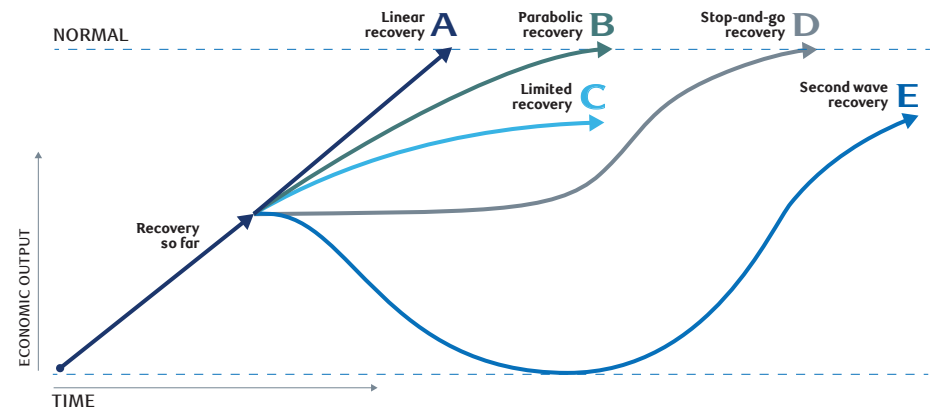 NORMAL
Linear
recovery
A
Parabolic
recovery
B
Stop-and-go
recovery
D
Limited
recovery
C
Second wave
recovery
E
Recovery
so far
ECONOMIC OUTPUT
TIME